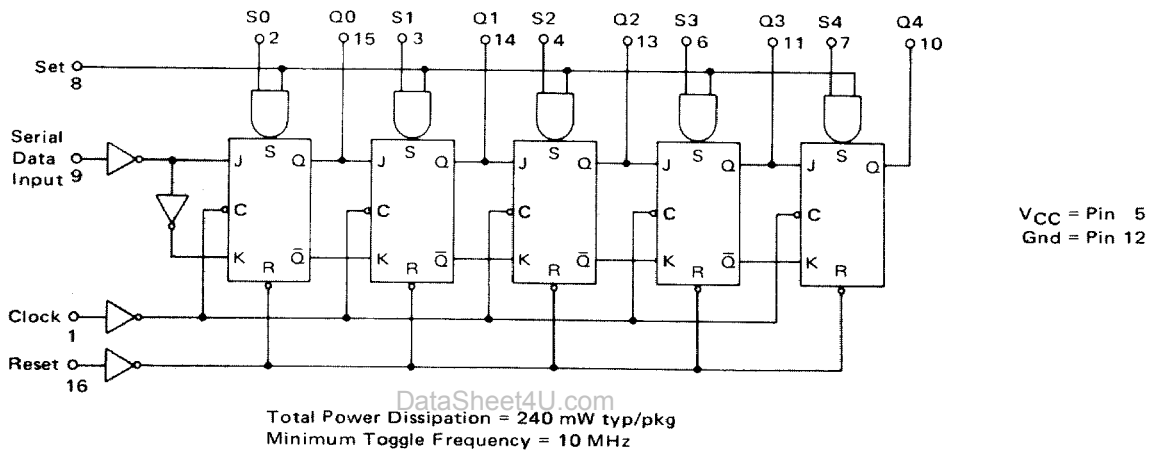 S0 Q0 S1 Q1 S2 Q2 S3 Q3 S4 Q4
2 15 3 14 4 13 6 11 7 10
Set
8
Serial
Data
Input
9
S S S S S
J Q J Q J Q J Q J Q
C C C C C
K R Q̅ K R Q̅ K R Q̅ K R Q̅ K R
VCC = Pin 5
Gnd = Pin 12
Clock
1
Reset
16
DataSheet4U.com
Total Power Dissipation = 240 mW typ/pkg
Minimum Toggle Frequency = 10 MHz